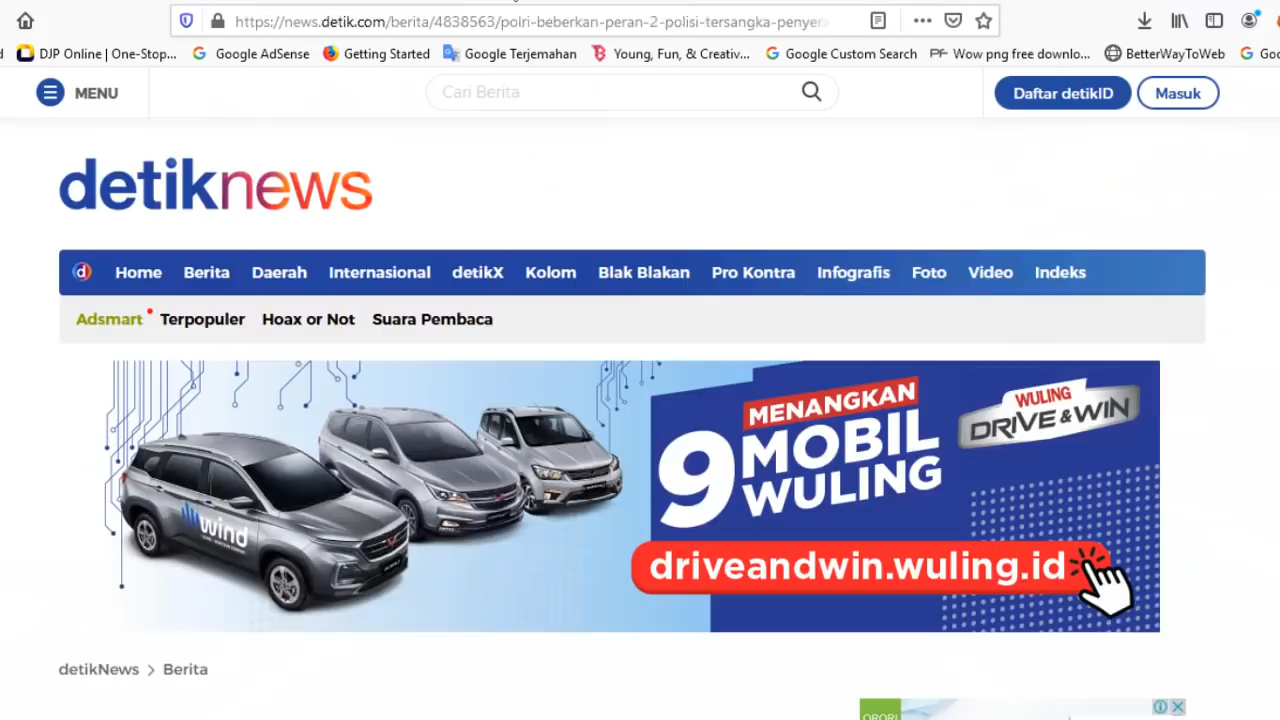 https://news.detik.com/berita/4838563/polri-beberkan-peran-2-polisi-tersangka-penyera
DJP Online | One-Stop... Google AdSense Getting Started Google Terjemahan Young, Fun, & Creativ... Google Custom Search Wow png free downlo... BetterWayToWeb Goo
MENU Cari Berita Daftar detikID Masuk
detiknews
d Home Berita Daerah Internasional detikX Kolom Blak Blakan Pro Kontra Infografis Foto Video Indeks
Adsmart Terpopuler Hoax or Not Suara Pembaca
MENANGKAN
9 MOBIL
WULING
WULING
DRIVE & WIN
wind
driveandwin.wuling.id
detikNews > Berita
QRORI